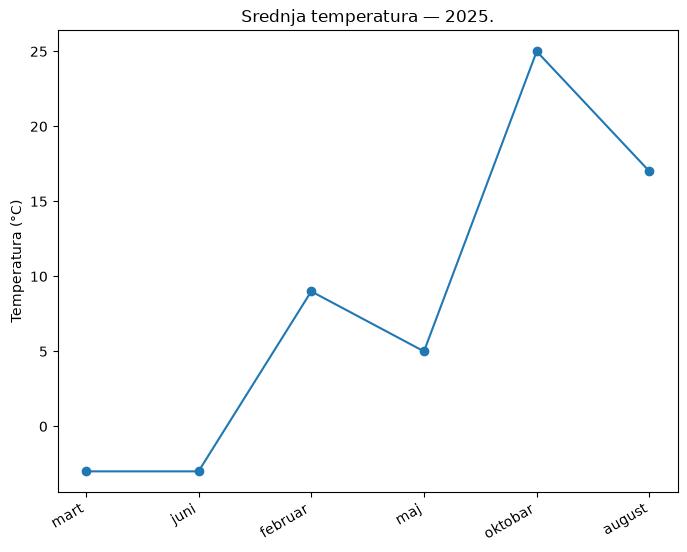 Srednja temperatura — 2025.
Temperatura (°C)
25
20
15
10
5
0
mart
juni
februar
maj
oktobar
august